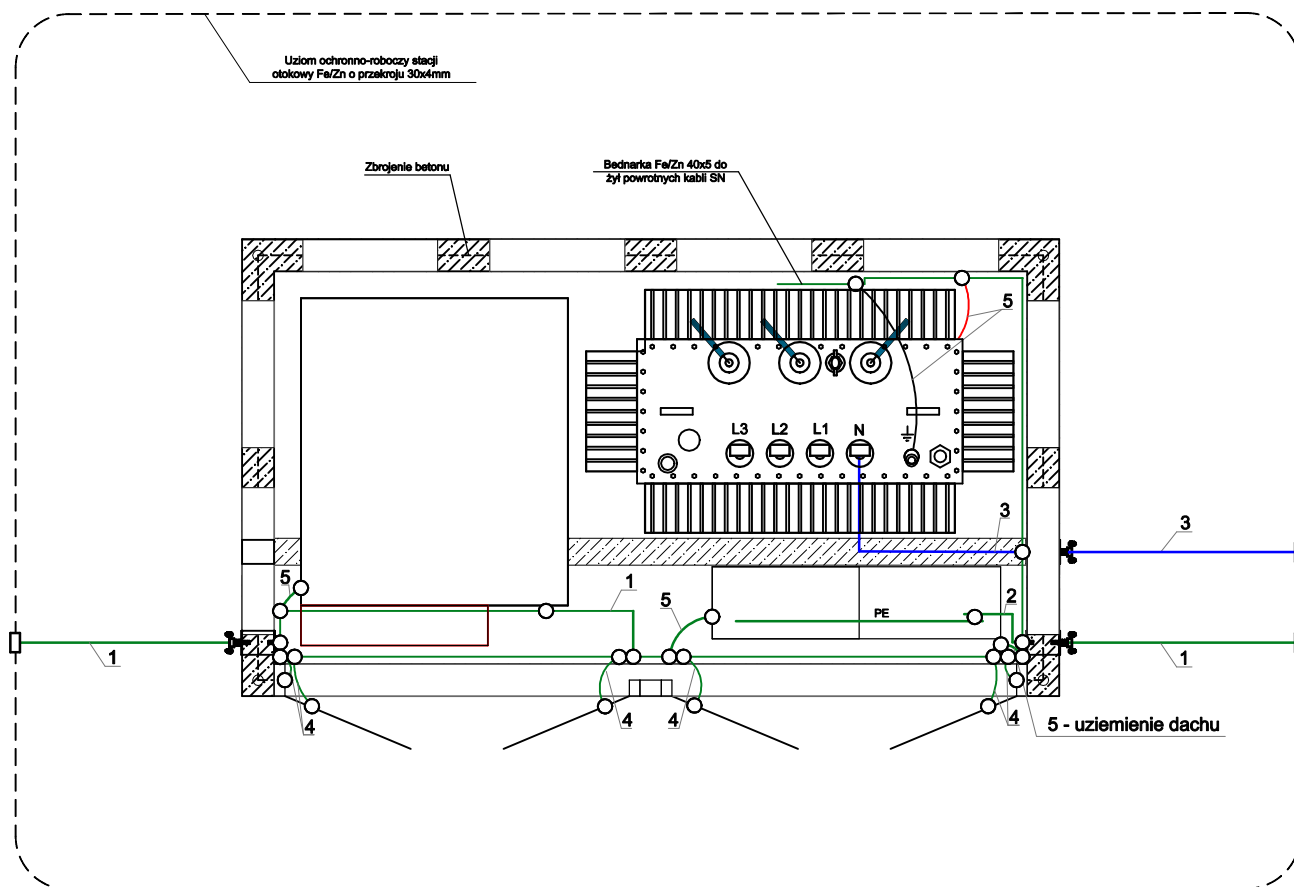 Uziom ochronno-roboczy stacji
otokowy Fe/Zn o przekroju 30x4mm
Zbrojenie betonu
Bednarka Fe/Zn 40x5 do
żył powrotnych kabli SN
5
L3 L2 L1 N
3
3
5
1
5
2
PE
1
1
4
4
4
4
5 - uziemienie dachu